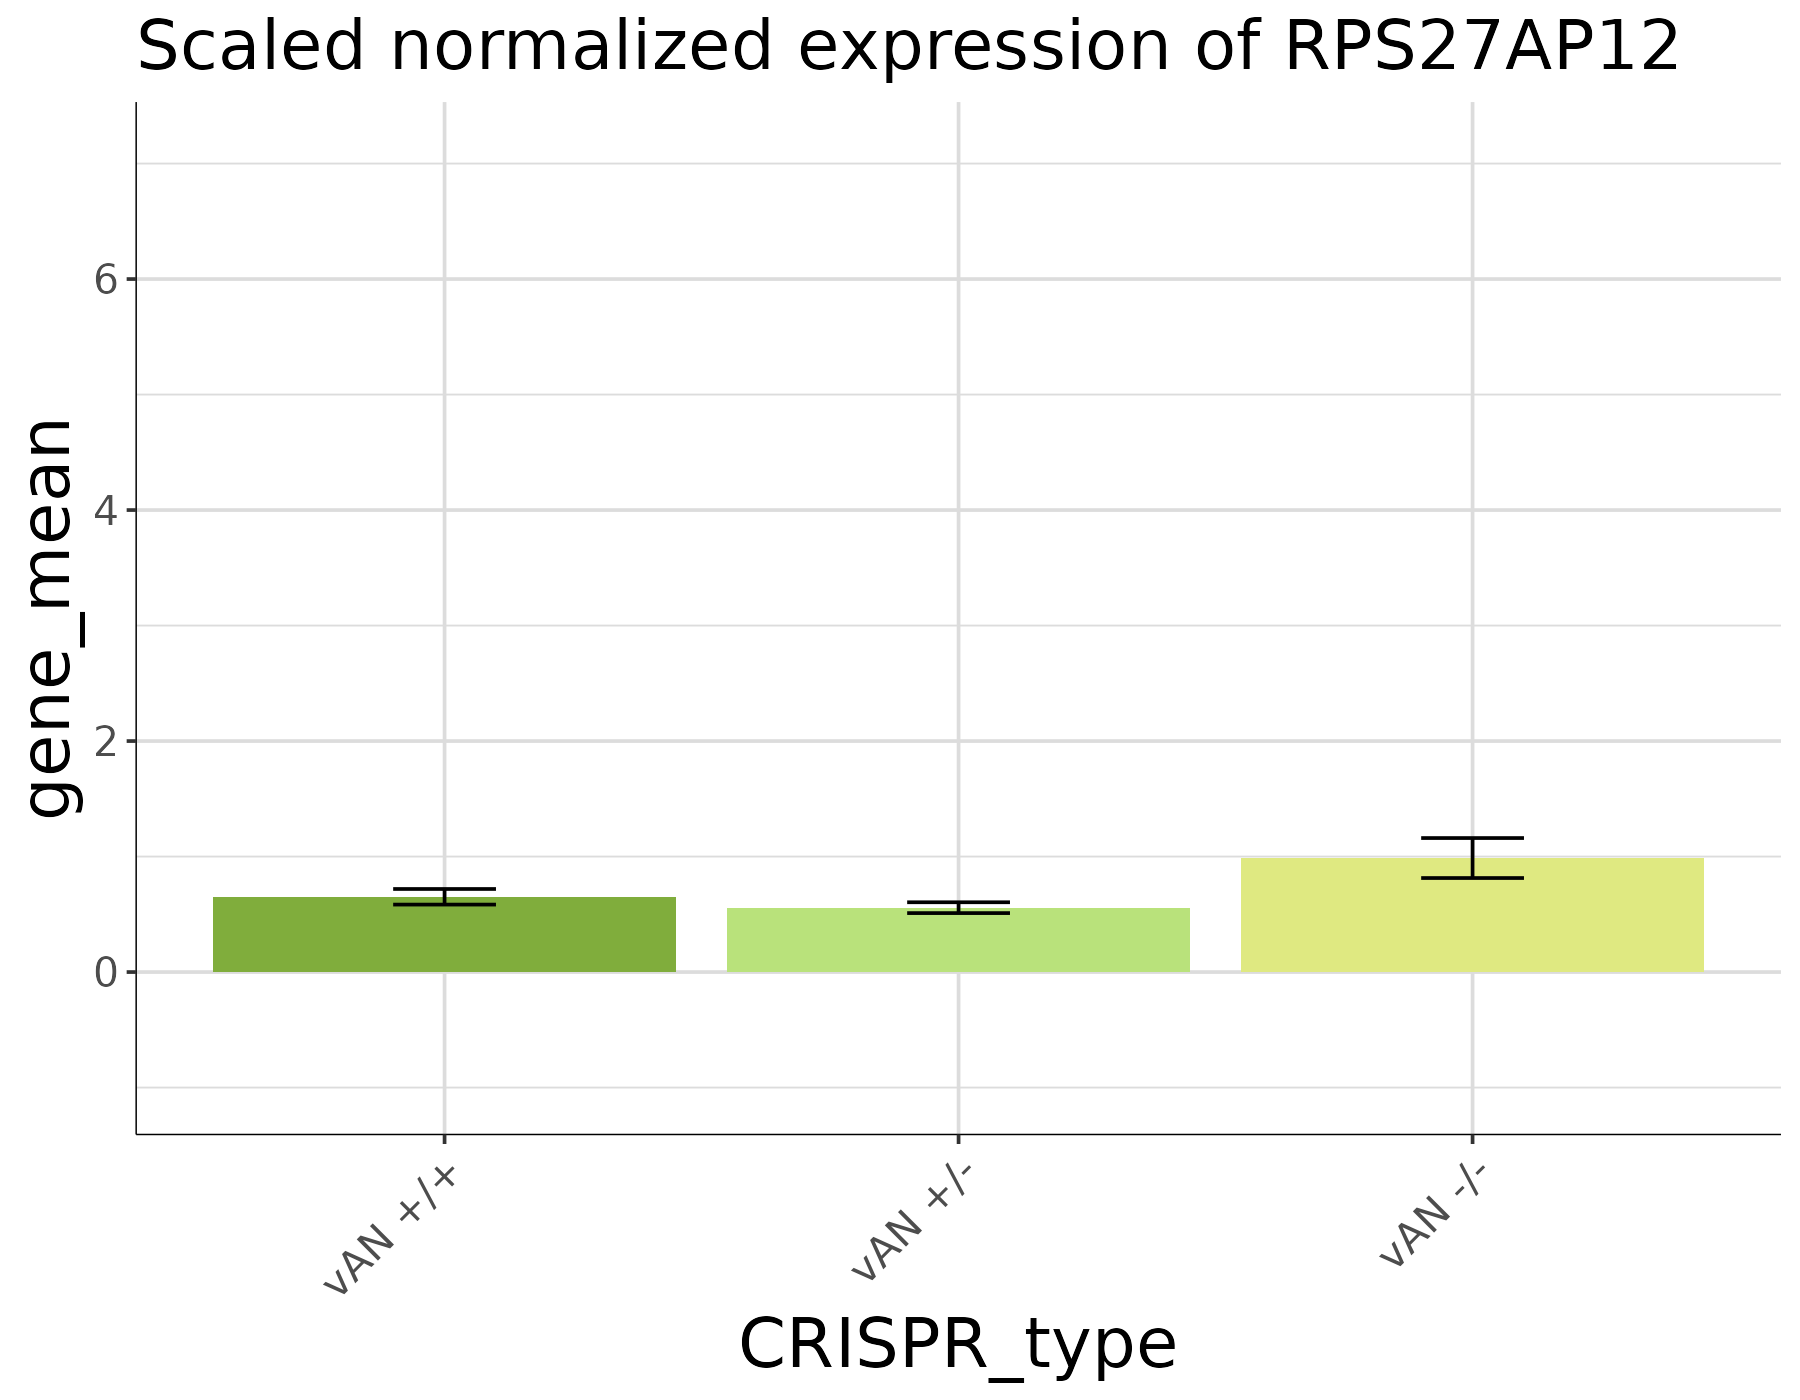 Scaled normalized expression of RPS27AP12
gene_mean
6
4
2
0
vAN +/+
vAN +/-
vAN -/-
CRISPR_type